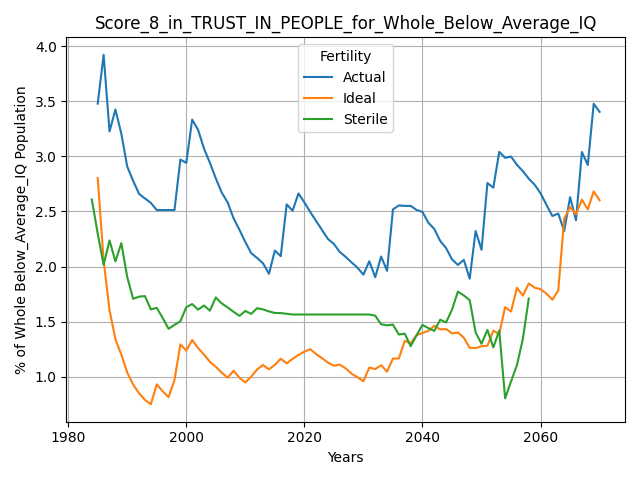 Score_8_in_TRUST_IN_PEOPLE_for_Whole_Below_Average_IQ
% of Whole Below_Average_IQ Population
4.0
3.5
3.0
2.5
2.0
1.5
1.0
Fertility
Actual
Ideal
Sterile
1980
2000
2020
2040
2060
Years